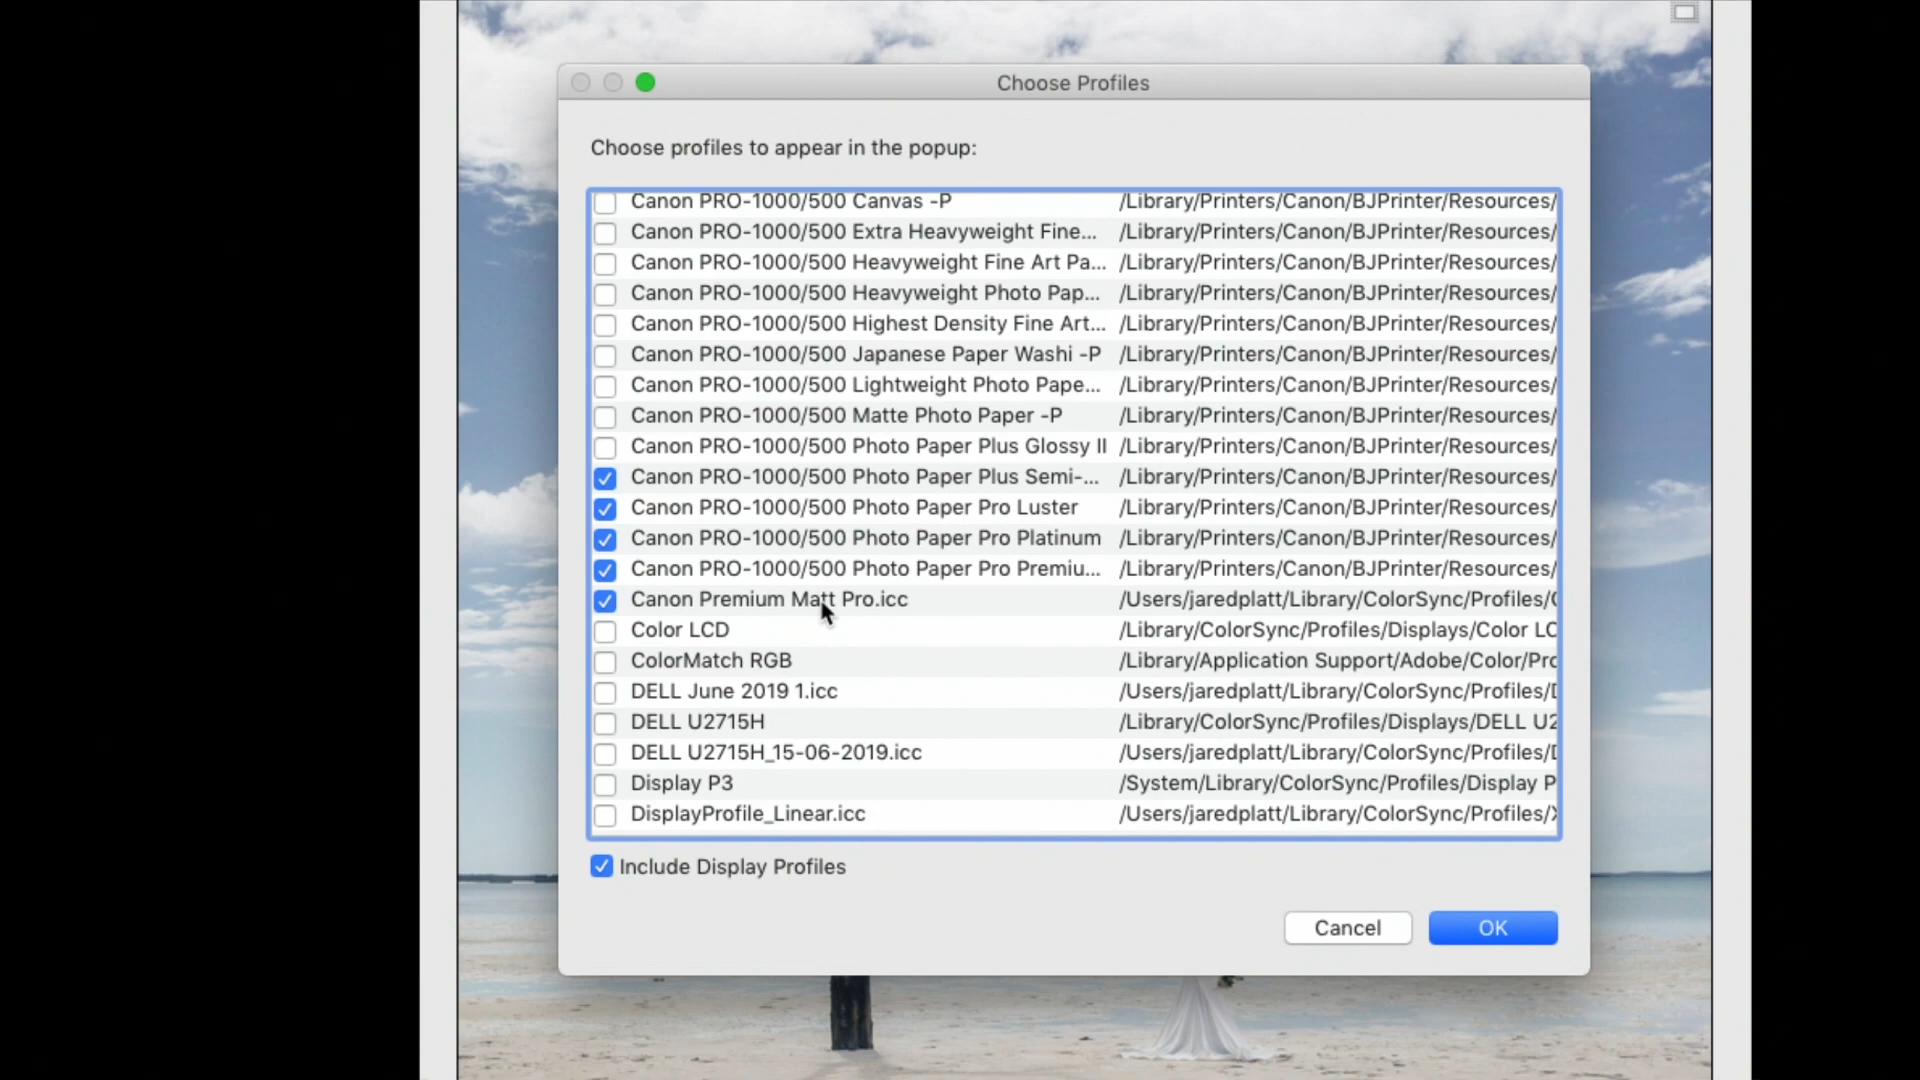 Choose Profiles
Choose profiles to appear in the popup:
Canon PRO-1000/500 Canvas -P /Library/Printers/Canon/BJPrinter/Resources/
Canon PRO-1000/500 Extra Heavyweight Fine... /Library/Printers/Canon/BJPrinter/Resources/
Canon PRO-1000/500 Heavyweight Fine Art Pa... /Library/Printers/Canon/BJPrinter/Resources/
Canon PRO-1000/500 Heavyweight Photo Pap... /Library/Printers/Canon/BJPrinter/Resources/
Canon PRO-1000/500 Highest Density Fine Art... /Library/Printers/Canon/BJPrinter/Resources/
Canon PRO-1000/500 Japanese Paper Washi -P /Library/Printers/Canon/BJPrinter/Resources/
Canon PRO-1000/500 Lightweight Photo Pape... /Library/Printers/Canon/BJPrinter/Resources/
Canon PRO-1000/500 Matte Photo Paper -P /Library/Printers/Canon/BJPrinter/Resources/
Canon PRO-1000/500 Photo Paper Plus Glossy II /Library/Printers/Canon/BJPrinter/Resources/
Canon PRO-1000/500 Photo Paper Plus Semi-... /Library/Printers/Canon/BJPrinter/Resources/
Canon PRO-1000/500 Photo Paper Pro Luster /Library/Printers/Canon/BJPrinter/Resources/
Canon PRO-1000/500 Photo Paper Pro Platinum /Library/Printers/Canon/BJPrinter/Resources/
Canon PRO-1000/500 Photo Paper Pro Premiu... /Library/Printers/Canon/BJPrinter/Resources/
Canon Premium Matt Pro.icc /Users/jaredplatt/Library/ColorSync/Profiles/C
Color LCD /Library/ColorSync/Profiles/Displays/Color LC
ColorMatch RGB /Library/Application Support/Adobe/Color/Pro
DELL June 2019 1.icc /Users/jaredplatt/Library/ColorSync/Profiles/D
DELL U2715H /Library/ColorSync/Profiles/Displays/DELL U2
DELL U2715H_15-06-2019.icc /Users/jaredplatt/Library/ColorSync/Profiles/D
Display P3 /System/Library/ColorSync/Profiles/Display P
DisplayProfile_Linear.icc /Users/jaredplatt/Library/ColorSync/Profiles/X
Include Display Profiles
Cancel OK